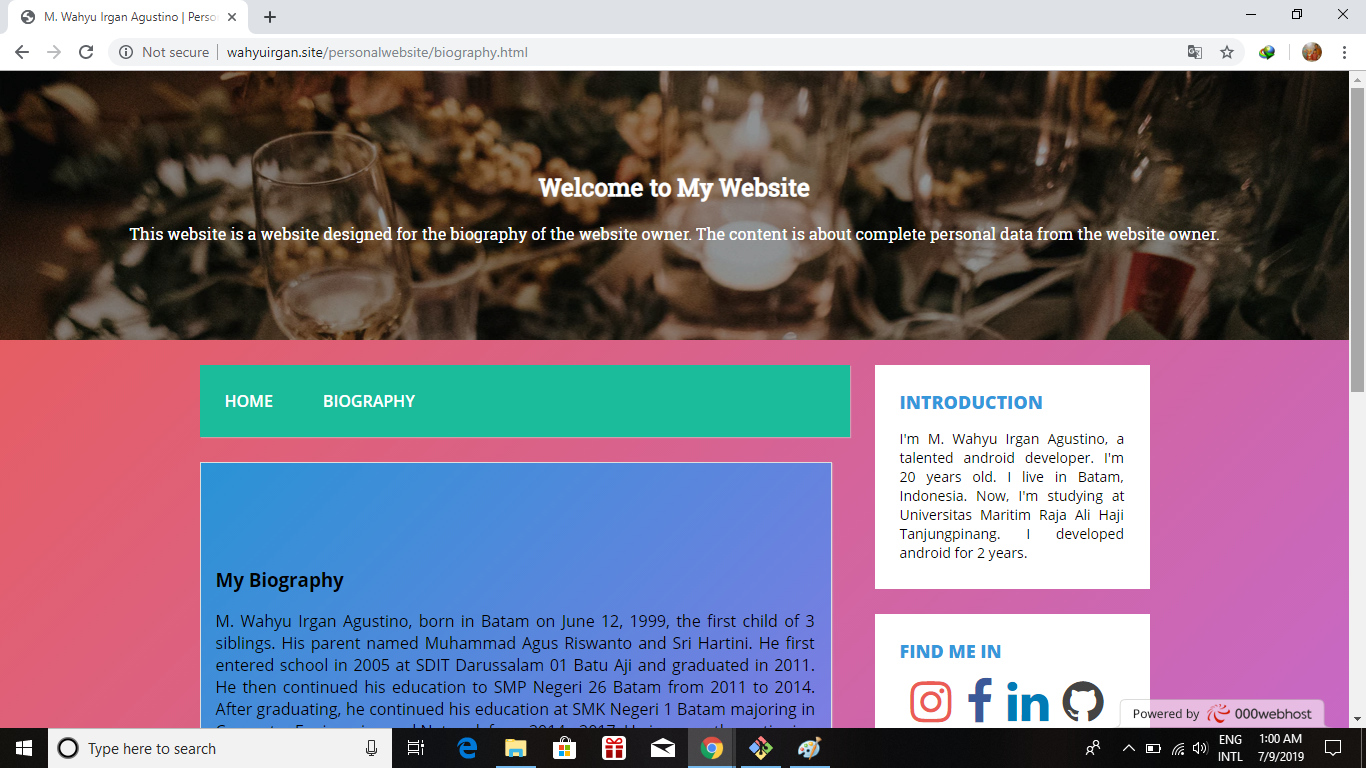 M. Wahyu Irgan Agustino | Perso
Not secure
wahyuirgan.site/personalwebsite/biography.html
Welcome to My Website
This website is a website designed for the biography of the website owner. The content is about complete personal data from the website owner.
HOME BIOGRAPHY
My Biography
M. Wahyu Irgan Agustino, born in Batam on June 12, 1999, the first child of 3
siblings. His parent named Muhammad Agus Riswanto and Sri Hartini. He first
entered school in 2005 at SDIT Darussalam 01 Batu Aji and graduated in 2011.
He then continued his education to SMP Negeri 26 Batam from 2011 to 2014.
After graduating, he continued his education at SMK Negeri 1 Batam majoring in
INTRODUCTION
I'm M. Wahyu Irgan Agustino, a
talented android developer. I'm
20 years old. I live in Batam,
Indonesia. Now, I'm studying at
Universitas Maritim Raja Ali Haji
Tanjungpinang. I developed
android for 2 years.
FIND ME IN
Powered by 000webhost
Type here to search
ENG
INTL
1:00 AM
7/9/2019